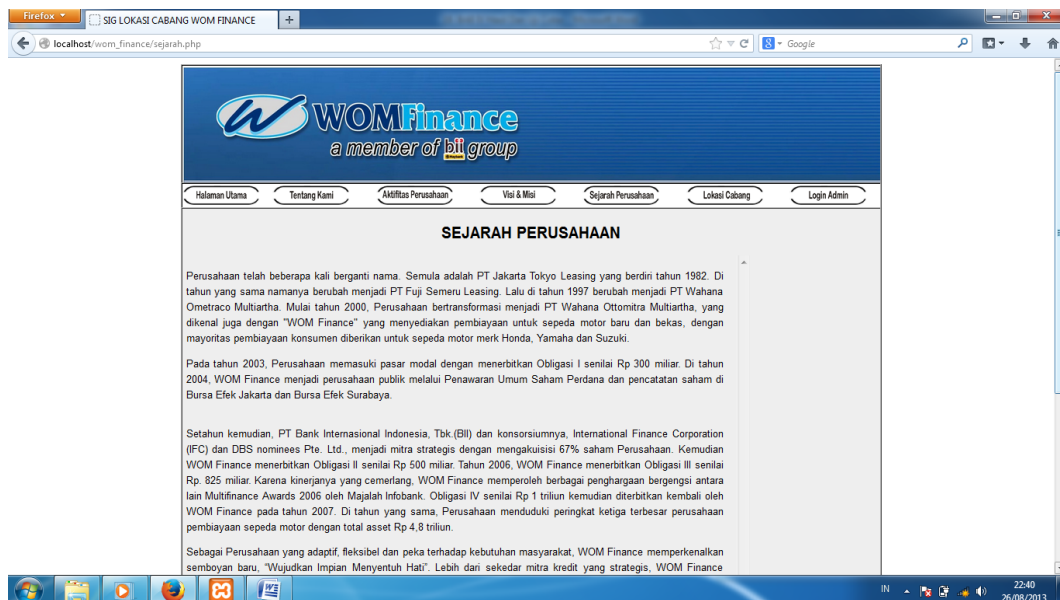 Firefox
SIG LOKASI CABANG WOM FINANCE
localhost/wom_finance/sejarah.php
Google
WOMFinance
a member of bii group
Halaman Utama
Tentang Kami
Aktifitas Perusahaan
Visi & Misi
Sejarah Perusahaan
Lokasi Cabang
Login Admin
SEJARAH PERUSAHAAN
Perusahaan telah beberapa kali berganti nama. Semula adalah PT Jakarta Tokyo Leasing yang berdiri tahun 1982. Di
tahun yang sama namanya berubah menjadi PT Fuji Semeru Leasing. Lalu di tahun 1997 berubah menjadi PT Wahana
Ometraco Multiartha. Mulai tahun 2000, Perusahaan bertransformasi menjadi PT Wahana Ottomitra Multiartha, yang
dikenal juga dengan "WOM Finance" yang menyediakan pembiayaan untuk sepeda motor baru dan bekas, dengan
mayoritas pembiayaan konsumen diberikan untuk sepeda motor merk Honda, Yamaha dan Suzuki.
Pada tahun 2003, Perusahaan memasuki pasar modal dengan menerbitkan Obligasi I senilai Rp 300 miliar. Di tahun
2004, WOM Finance menjadi perusahaan publik melalui Penawaran Umum Saham Perdana dan pencatatan saham di
Bursa Efek Jakarta dan Bursa Efek Surabaya.
Setahun kemudian, PT Bank Internasional Indonesia, Tbk.(BII) dan konsorsiumnya, International Finance Corporation
(IFC) dan DBS nominees Pte. Ltd., menjadi mitra strategis dengan mengakuisisi 67% saham Perusahaan. Kemudian
WOM Finance menerbitkan Obligasi II senilai Rp 500 miliar. Tahun 2006, WOM Finance menerbitkan Obligasi III senilai
Rp. 825 miliar. Karena kinerjanya yang cemerlang, WOM Finance memperoleh berbagai penghargaan bergengsi antara
lain Multifinance Awards 2006 oleh Majalah Infobank. Obligasi IV senilai Rp 1 triliun kemudian diterbitkan kembali oleh
WOM Finance pada tahun 2007. Di tahun yang sama, Perusahaan menduduki peringkat ketiga terbesar perusahaan
pembiayaan sepeda motor dengan total asset Rp 4,8 triliun.
Sebagai Perusahaan yang adaptif, fleksibel dan peka terhadap kebutuhan masyarakat, WOM Finance memperkenalkan
semboyan baru, "Wujudkan Impian Menyentuh Hati". Lebih dari sekedar mitra kredit yang strategis, WOM Finance
IN
22:40
26/08/2013